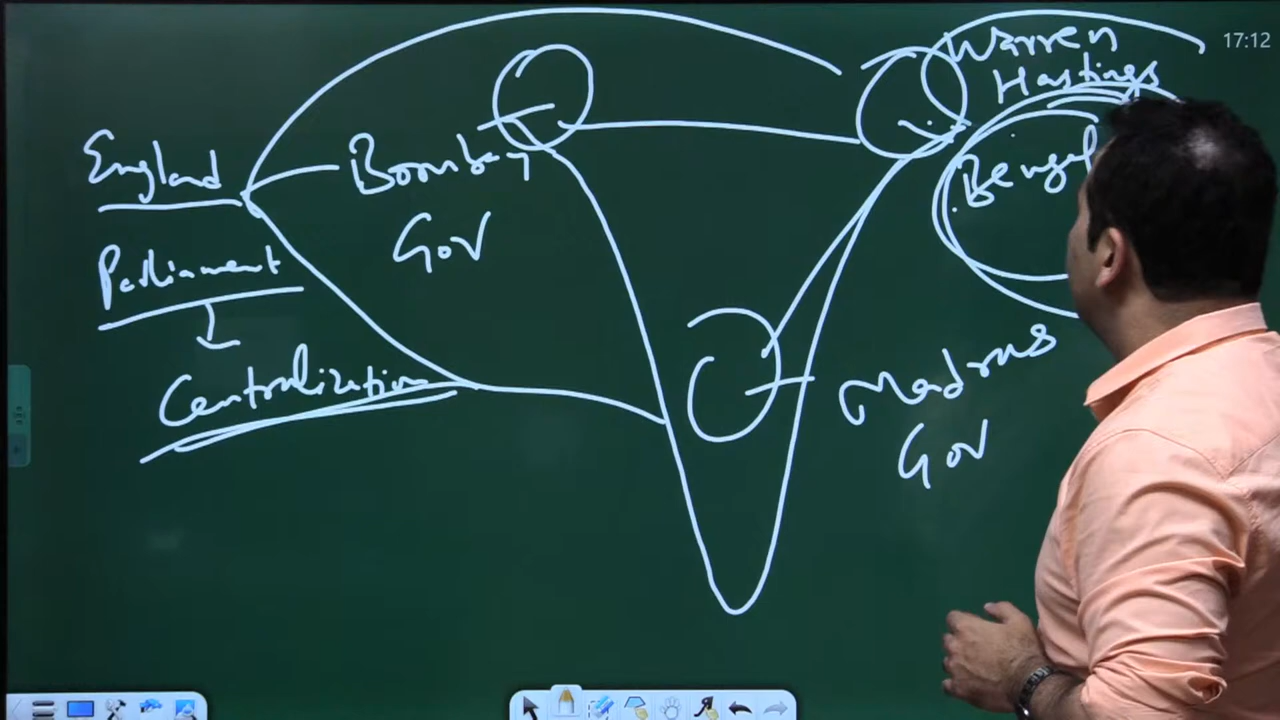 17:12
Warren
Hastings
England
Bombay
Bengal
Gov
Parliament
Centralization
Madras
Gov